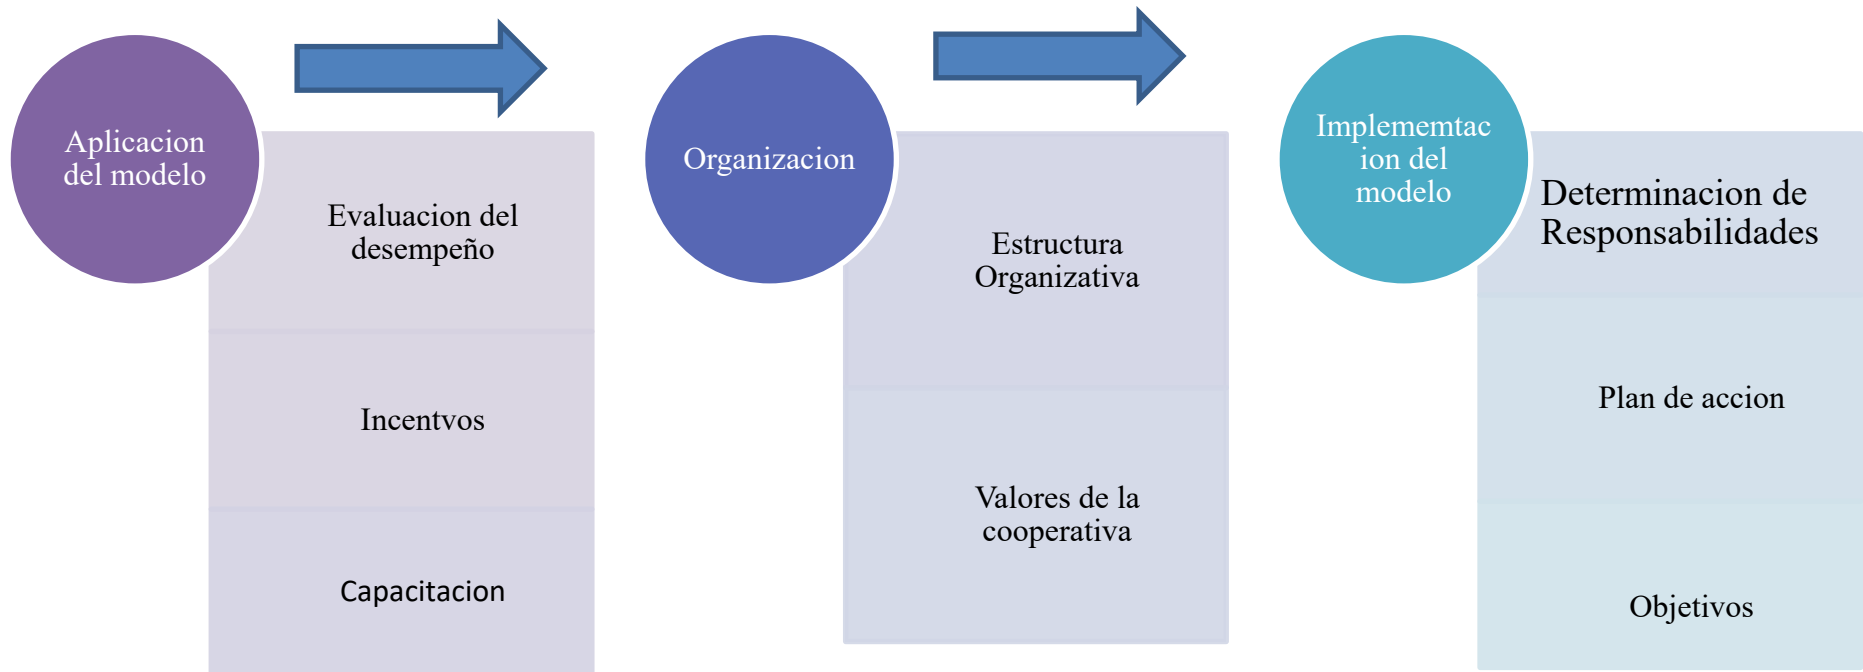 Aplicacion
del modelo
Evaluacion del
desempeño
Incentvos
Capacitacion
Organizacion
Estructura
Organizativa
Valores de la
cooperativa
Implememtac
ion del
modelo
Determinacion de
Responsabilidades
Plan de accion
Objetivos